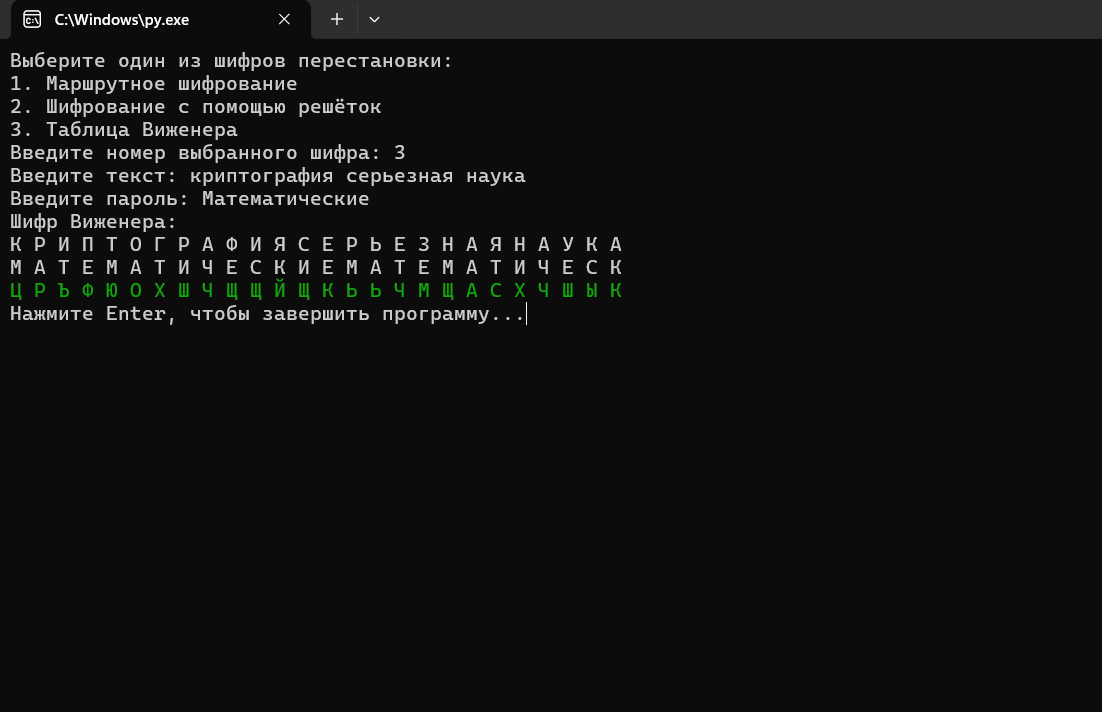 C:\Windows\py.exe
Выберите один из шифров перестановки:
1. Маршрутное шифрование
2. Шифрование с помощью решёток
3. Таблица Виженера
Введите номер выбранного шифра: 3
Введите текст: криптография серьезная наука
Введите пароль: Математические
Шифр Виженера:
К Р И П Т О Г Р А Ф И Я С Е Р Ь Е З Н А Я Н А У К А
М А Т Е М А Т И Ч Е С К И Е М А Т Е М А Т И Ч Е С К
Ц Р Ъ Ф Ю О Х Ш Ч Щ Щ Й Щ К Ь Ь Ч М Щ А С Х Ч Ш Ы К
Нажмите Enter, чтобы завершить программу...